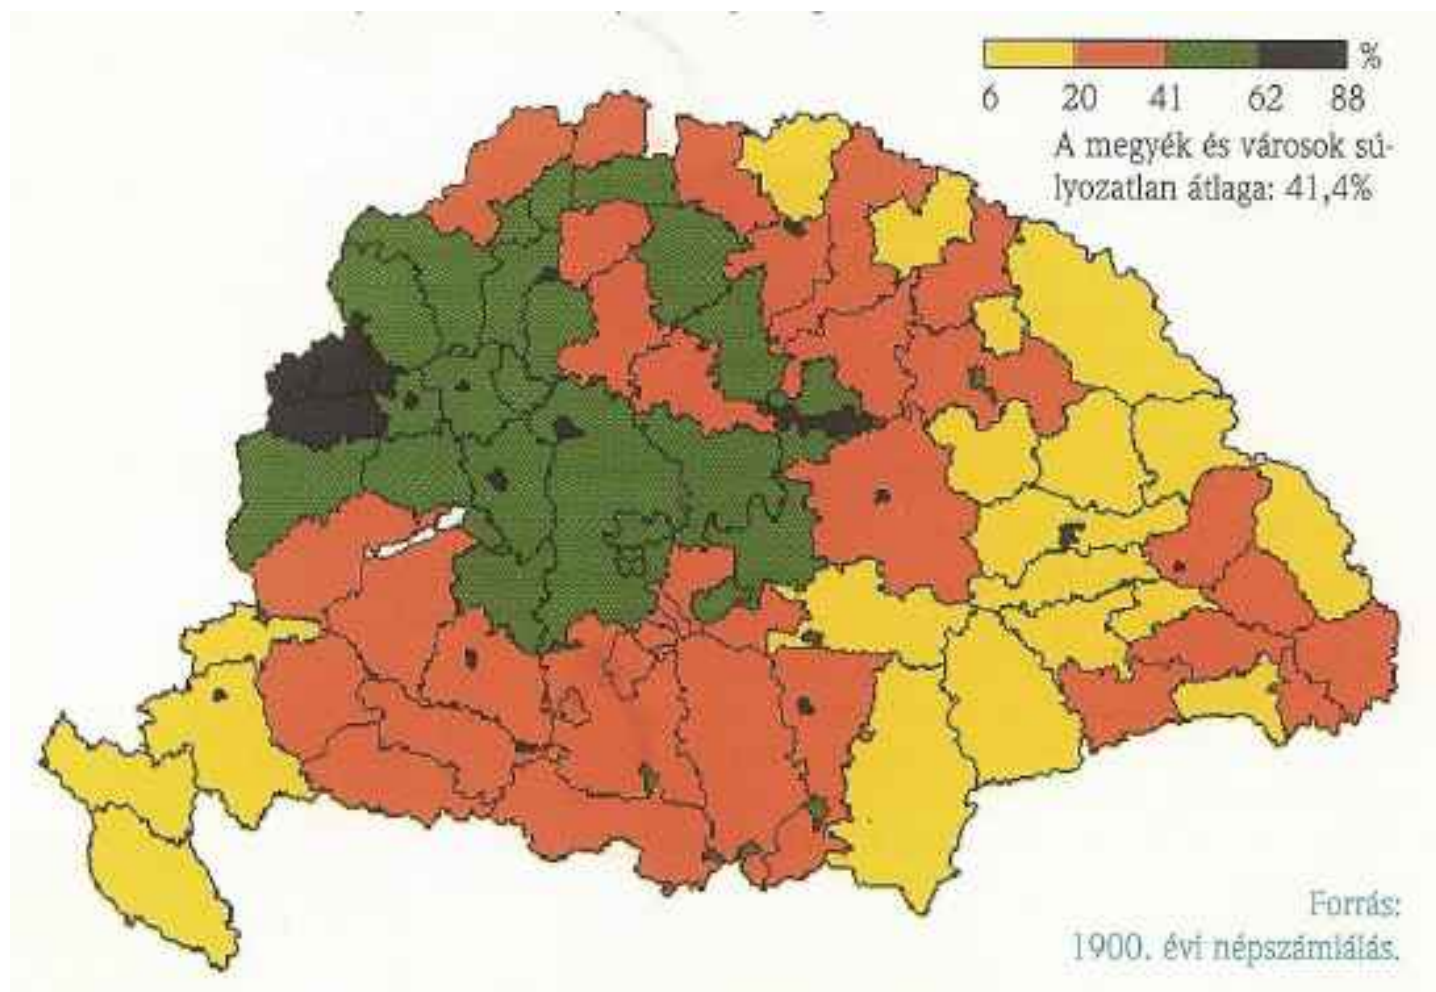 %
6 20 41 62 88
A megyék és városok sú-
lyozatlan átlaga: 41,4%
Forrás:
1900. évi népszámlálás.